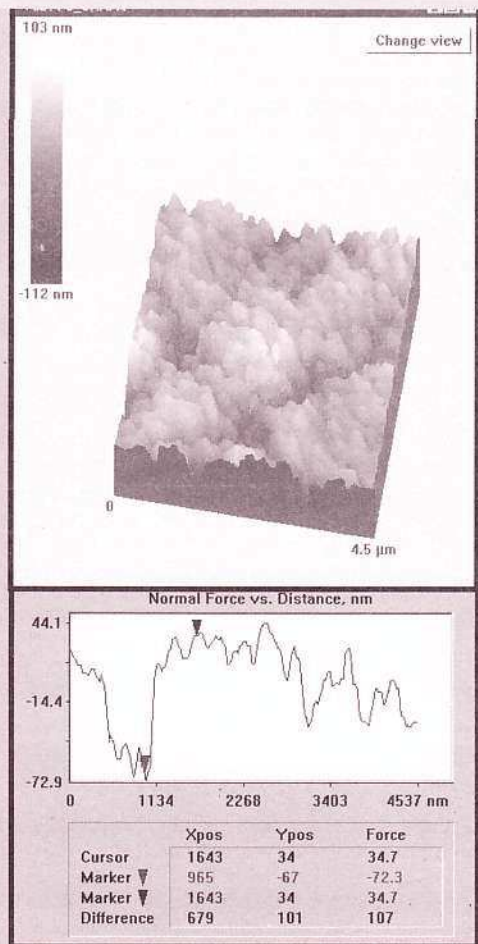 103 nm
Change view
-112 nm
0
4.5 µm
Normal Force vs. Distance, nm
44.1
-14.4
-72.9
0 1134 2268 3403 4537 nm
Xpos Ypos Force
Cursor 1643 34 34.7
Marker 965 -67 -72.3
Marker 1643 34 34.7
Difference 679 101 107